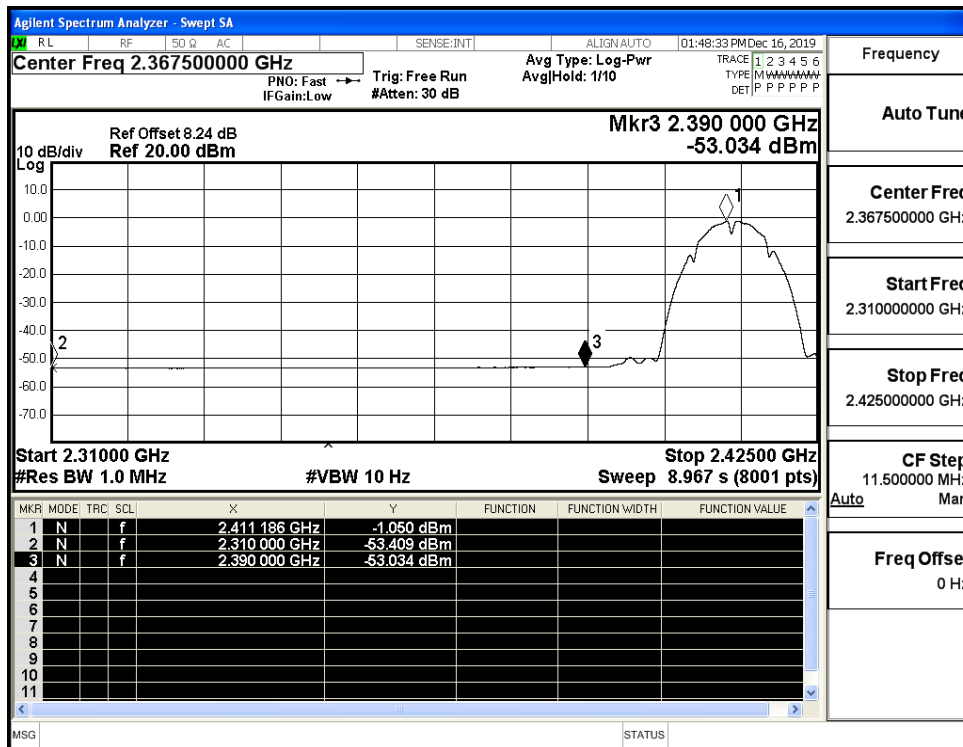 Agilent Spectrum Analyzer - Swept SA
LXI RL RF 50 Ω AC SENSE:INT ALIGN AUTO 01:48:33 PM Dec 16, 2019
Center Freq 2.367500000 GHz
PNO: Fast
IFGain:Low
Trig: Free Run
#Atten: 30 dB
Avg Type: Log-Pwr
Avg|Hold: 1/10
TRACE 1 2 3 4 5 6
TYPE M W W W W W
DET P P P P P P
Ref Offset 8.24 dB
10 dB/div Ref 20.00 dBm
Log
Mkr3 2.390 000 GHz
-53.034 dBm
10.0
0.00
-10.0
-20.0
-30.0
-40.0
-50.0
-60.0
-70.0
1
2
3
Start 2.31000 GHz Stop 2.42500 GHz
#Res BW 1.0 MHz #VBW 10 Hz Sweep 8.967 s (8001 pts)
MKR MODE TRC SCL X Y FUNCTION FUNCTION WIDTH FUNCTION VALUE
1 N f 2.411 186 GHz -1.050 dBm
2 N f 2.310 000 GHz -53.409 dBm
3 N f 2.390 000 GHz -53.034 dBm
4
5
6
7
8
9
10
11
MSG STATUS
Frequency
Auto Tune
Center Freq
2.367500000 GHz
Start Freq
2.310000000 GHz
Stop Freq
2.425000000 GHz
CF Step
11.500000 MHz
Auto Man
Freq Offset
0 Hz